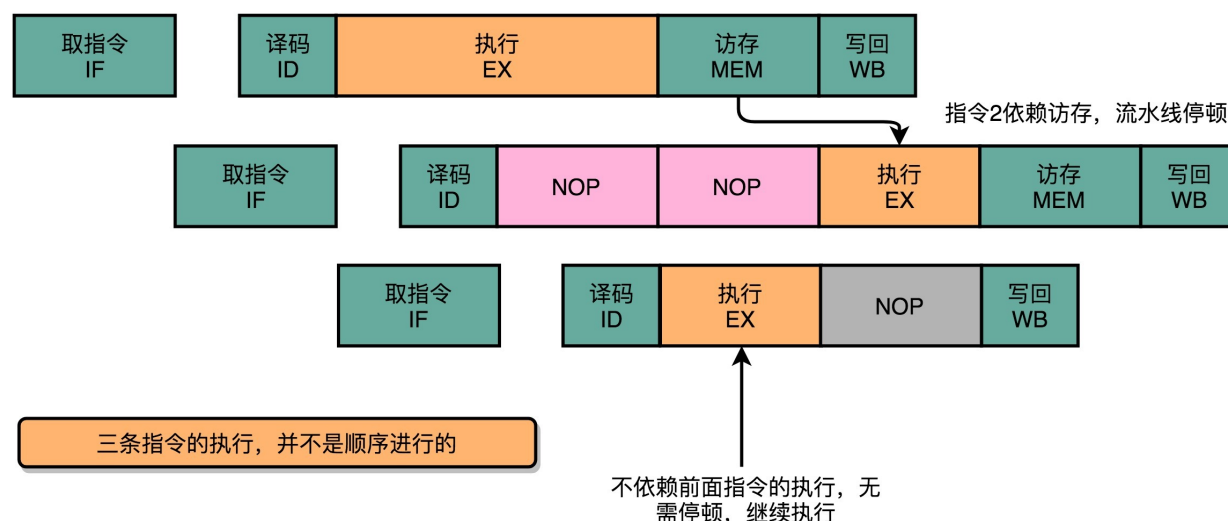 取指令
IF
译码
ID
执行
EX
访存
MEM
写回
WB
指令2依赖访存，流水线停顿
取指令
IF
译码
ID
NOP
NOP
执行
EX
访存
MEM
写回
WB
取指令
IF
译码
ID
执行
EX
NOP
写回
WB
三条指令的执行，并不是顺序进行的
不依赖前面指令的执行，无
需停顿，继续执行